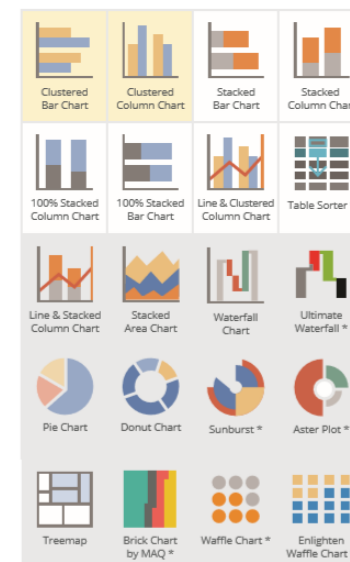 Clustered
Bar Chart
Clustered
Column Chart
Stacked
Bar Chart
Stacked
Column Char
100% Stacked
Column Chart
100% Stacked
Bar Chart
Line & Clustered
Column Chart
Table Sorter
Line & Stacked
Column Chart
Stacked
Area Chart
Waterfall
Chart
Ultimate
Waterfall *
Pie Chart
Donut Chart
Sunburst *
Aster Plot *
Treemap
Brick Chart
by MAQ *
Waffle Chart *
Enlighten
Waffle Chart